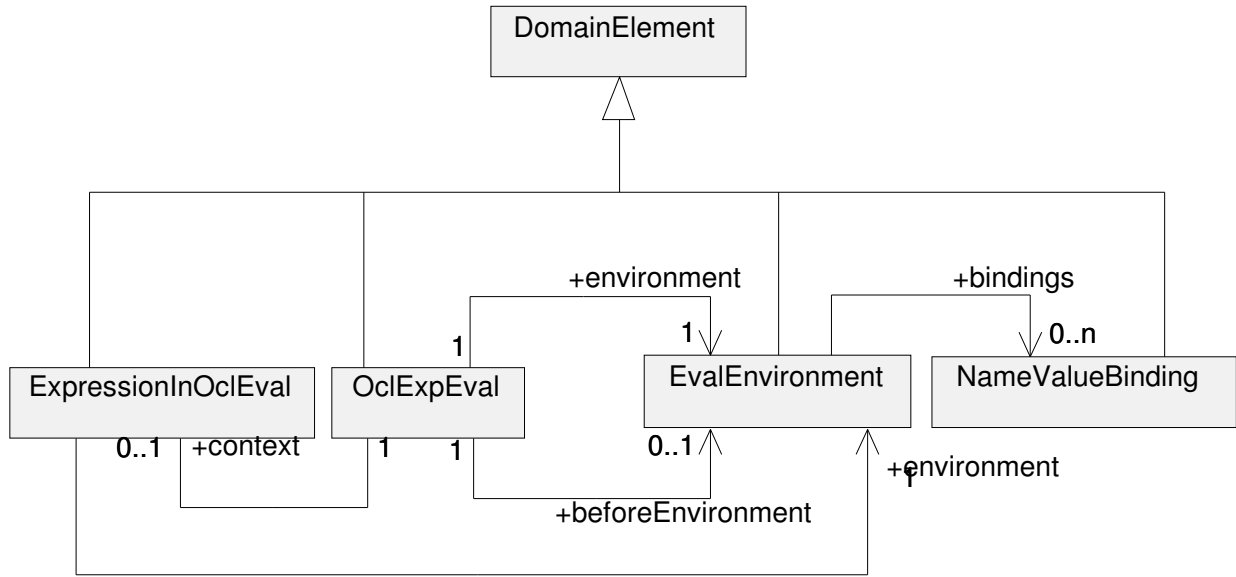 DomainElement
+environment
+bindings
1
0..n
1
ExpressionInOclEval
OclExpEval
EvalEnvironment
NameValueBinding
0..1
+context
1
1
0..1
+environment
1
+beforeEnvironment